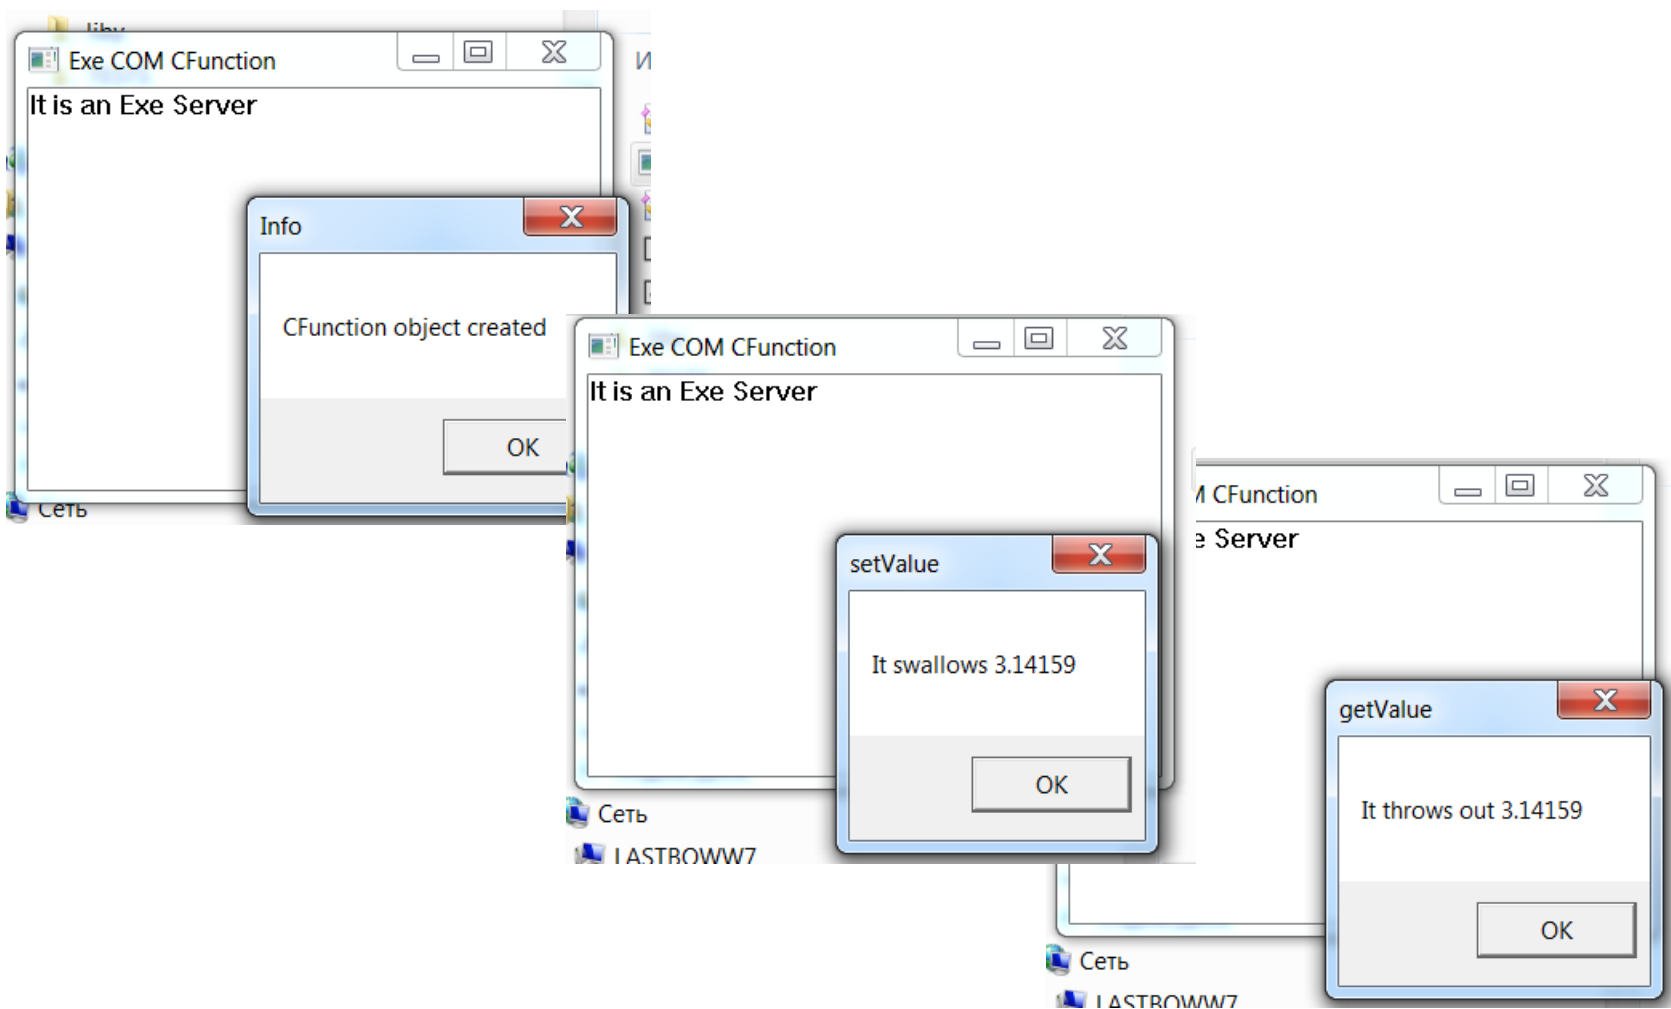 Exe COM CFunction
It is an Exe Server
Info
CFunction object created
OK
Сеть
Exe COM CFunction
It is an Exe Server
setValue
It swallows 3.14159
OK
Сеть
LASTBOWW7
CFunction
Server
getValue
It throws out 3.14159
OK
Сеть
LASTBOWW7